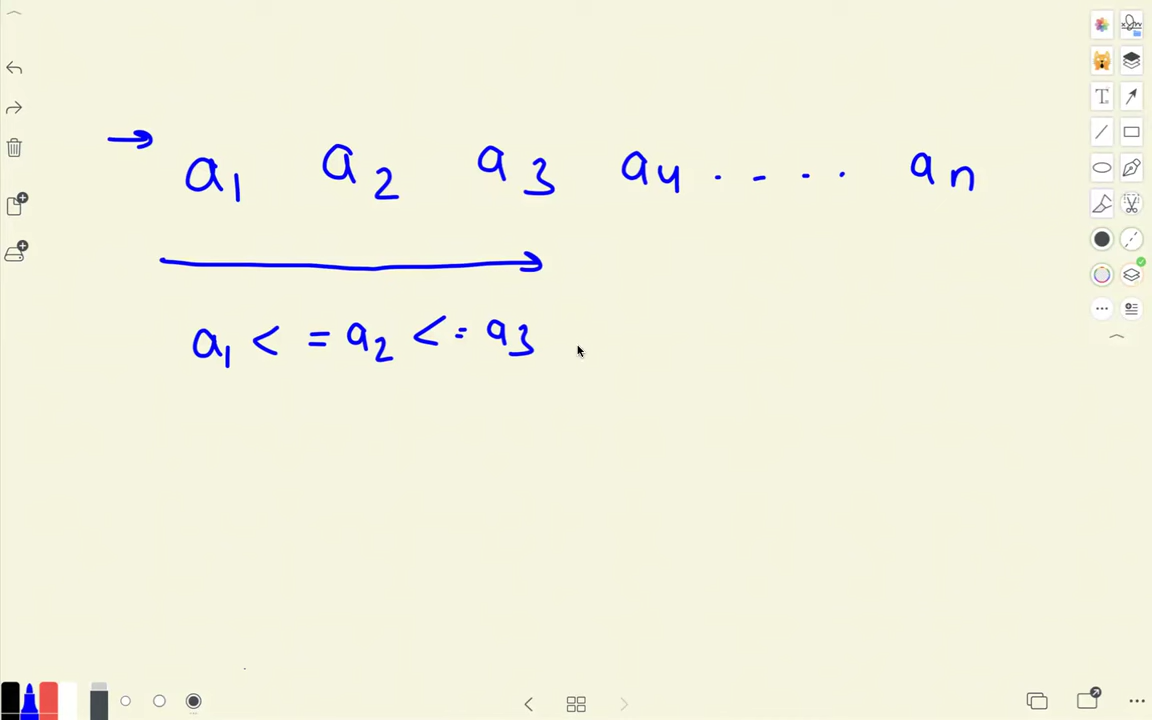 → a₁ a₂ a₃ a₄ . - . . aₙ
a₁ < = a₂ < = a₃